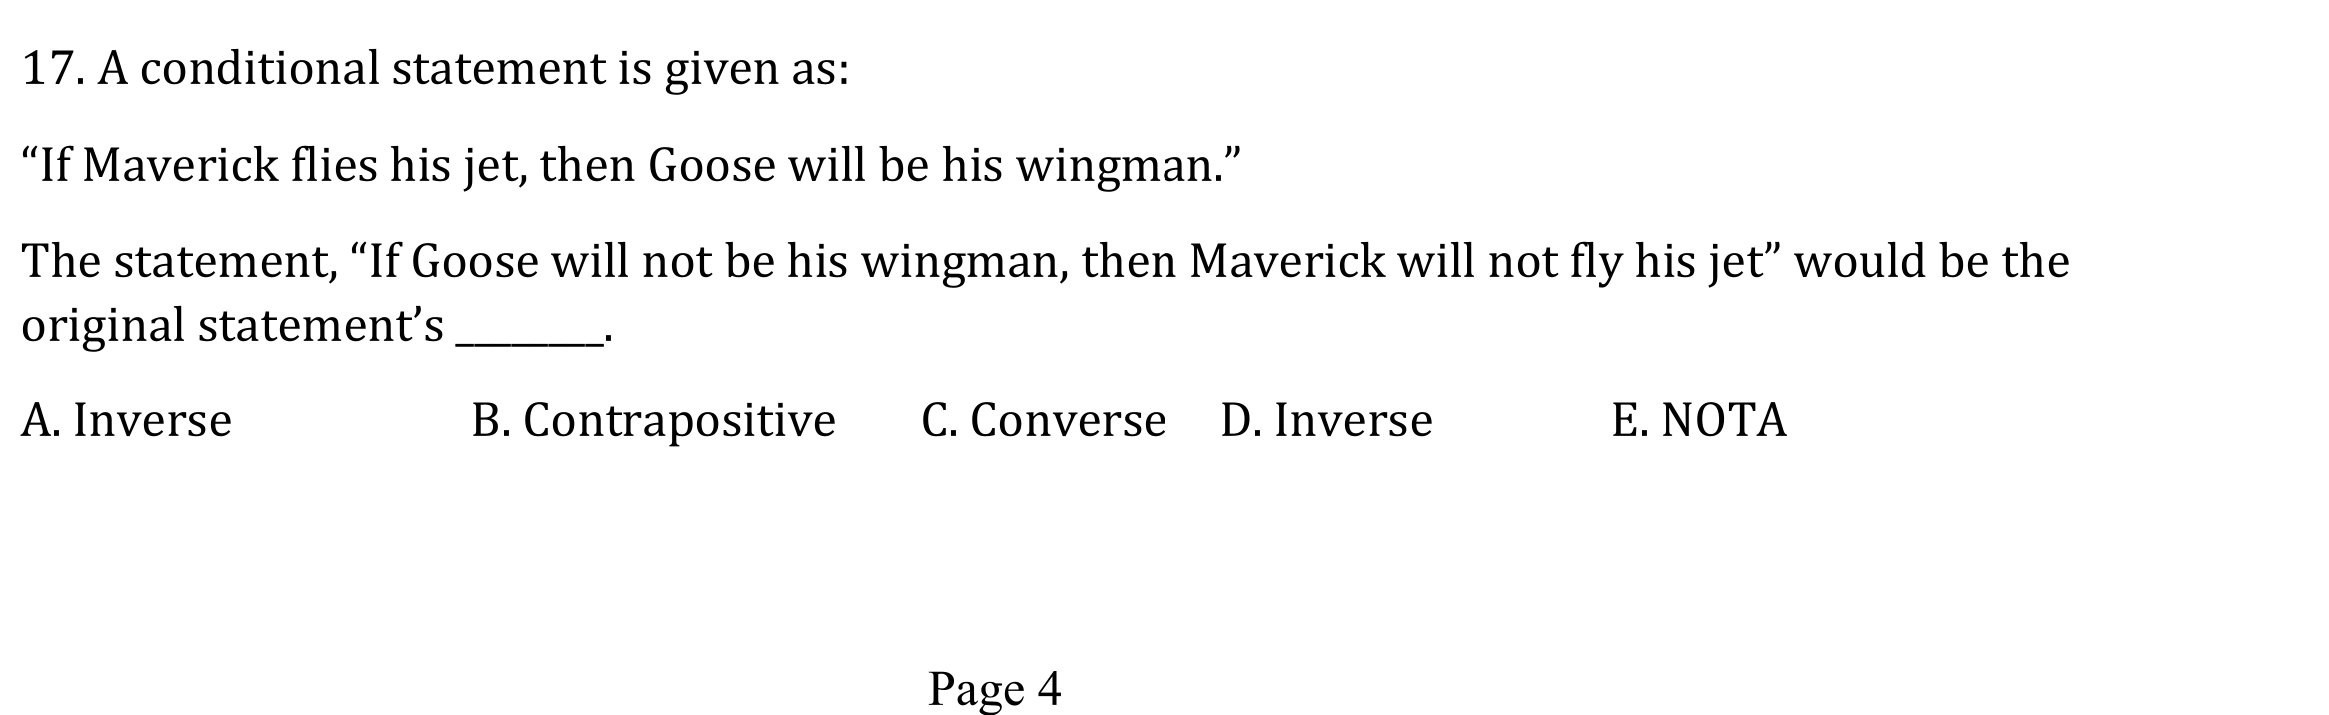 17. A conditional statement is given as:
“If Maverick flies his jet, then Goose will be his wingman.”
The statement, “If Goose will not be his wingman, then Maverick will not fly his jet” would be the
original statement’s ________.
A. Inverse B. Contrapositive C. Converse D. Inverse E. NOTA
Page 4